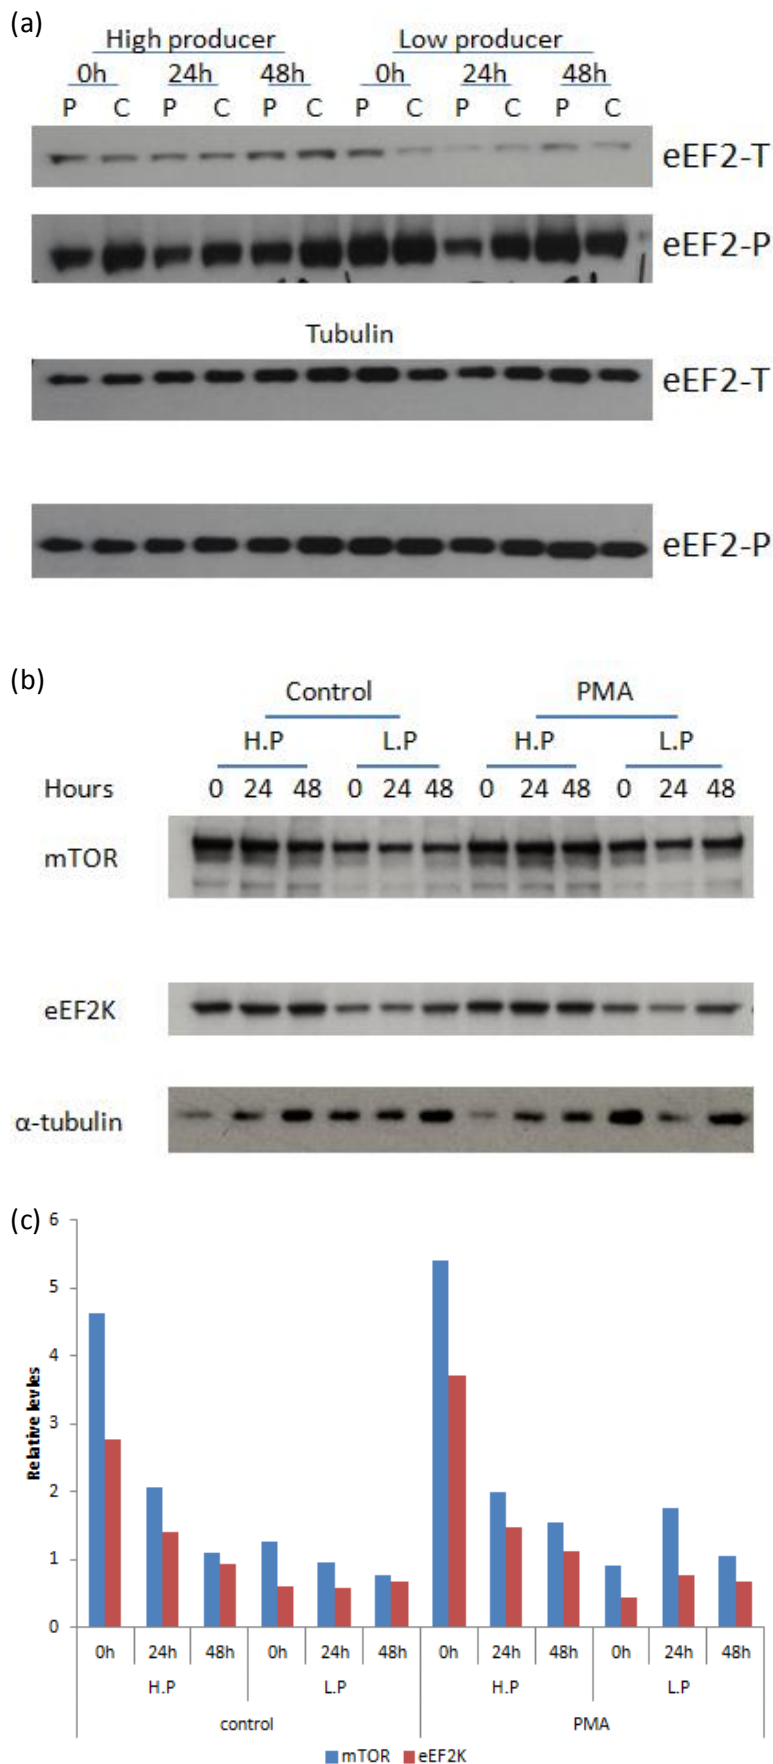 (a)
High producer Low producer
0h 24h 48h 0h 24h 48h
P C P C P C P C P C P C
eEF2-T
eEF2-P
Tubulin
eEF2-T
eEF2-P
(b)
Control PMA
H.P L.P H.P L.P
Hours 0 24 48 0 24 48 0 24 48 0 24 48
mTOR
eEF2K
α-tubulin
(c)
6
5
4
3
2
1
0
Relative levles
0h 24h 48h 0h 24h 48h 0h 24h 48h 0h 24h 48h
H.P L.P H.P L.P
control PMA
mTOR eEF2K